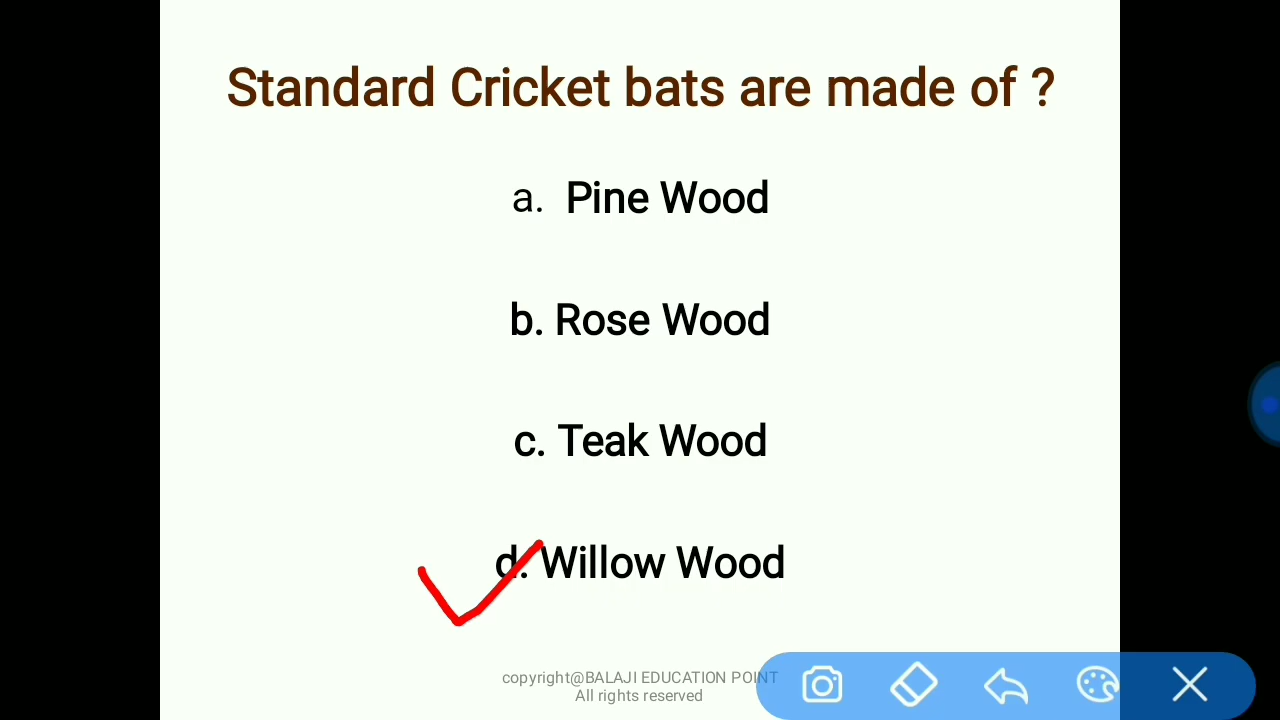 Standard Cricket bats are made of ?
a. Pine Wood
b. Rose Wood
c. Teak Wood
d. Willow Wood
copyright@BALAJI EDUCATION POINT
All rights reserved